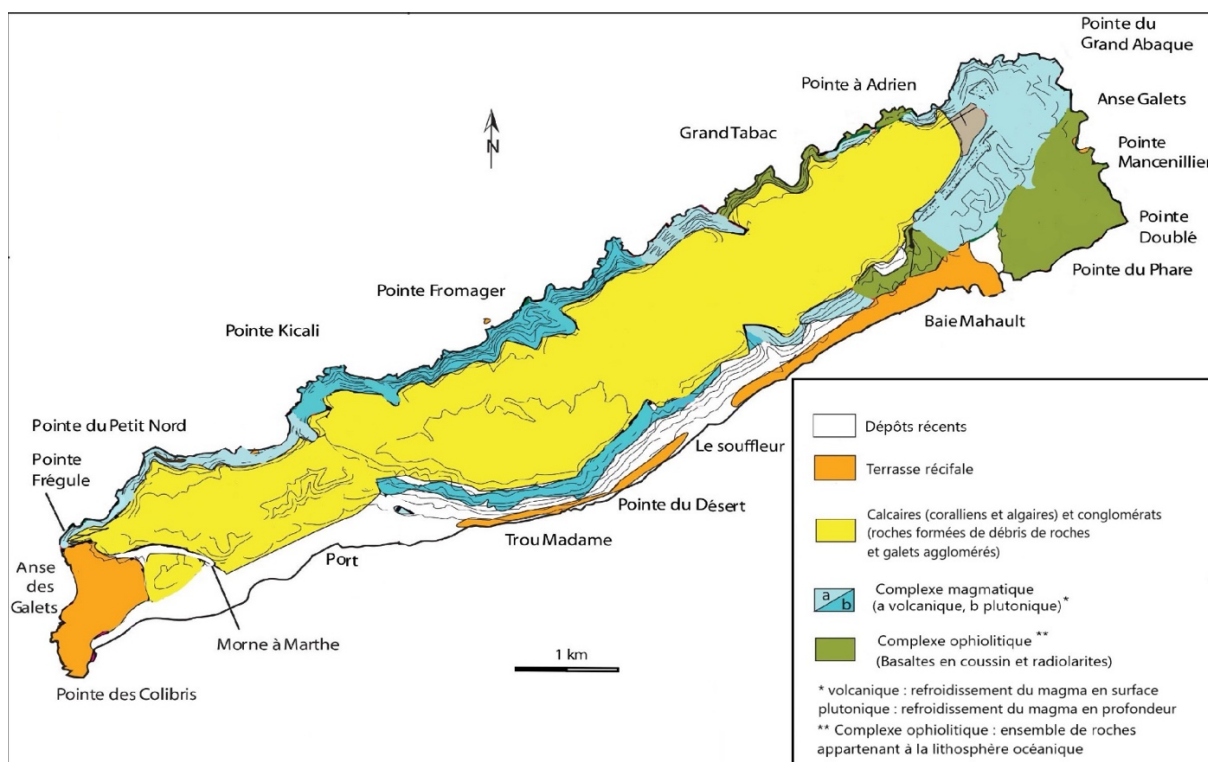 Pointe du
Grand Abaque
Pointe à Adrien
Anse Galets
Grand Tabac
N
Pointe
Mancenillier
Pointe
Doublé
Pointe du Phare
Pointe Fromager
Baie Mahault
Pointe Kicali
Pointe du Petit Nord
Pointe
Frégule
Le souffleur
Pointe du Désert
Trou Madame
Port
Anse
des
Galets
Morne à Marthe
1 km
Pointe des Colibris
Dépôts récents
Terrasse récifale
Calcaires (coralliens et algaires) et conglomérats
(roches formées de débris de roches
et galets agglomérés)
a
b
Complexe magmatique
(a volcanique, b plutonique)*
Complexe ophiolitique **
(Basaltes en coussin et radiolarites)
* volcanique : refroidissement du magma en surface
plutonique : refroidissement du magma en profondeur
** Complexe ophiolitique : ensemble de roches
appartenant à la lithosphère océanique